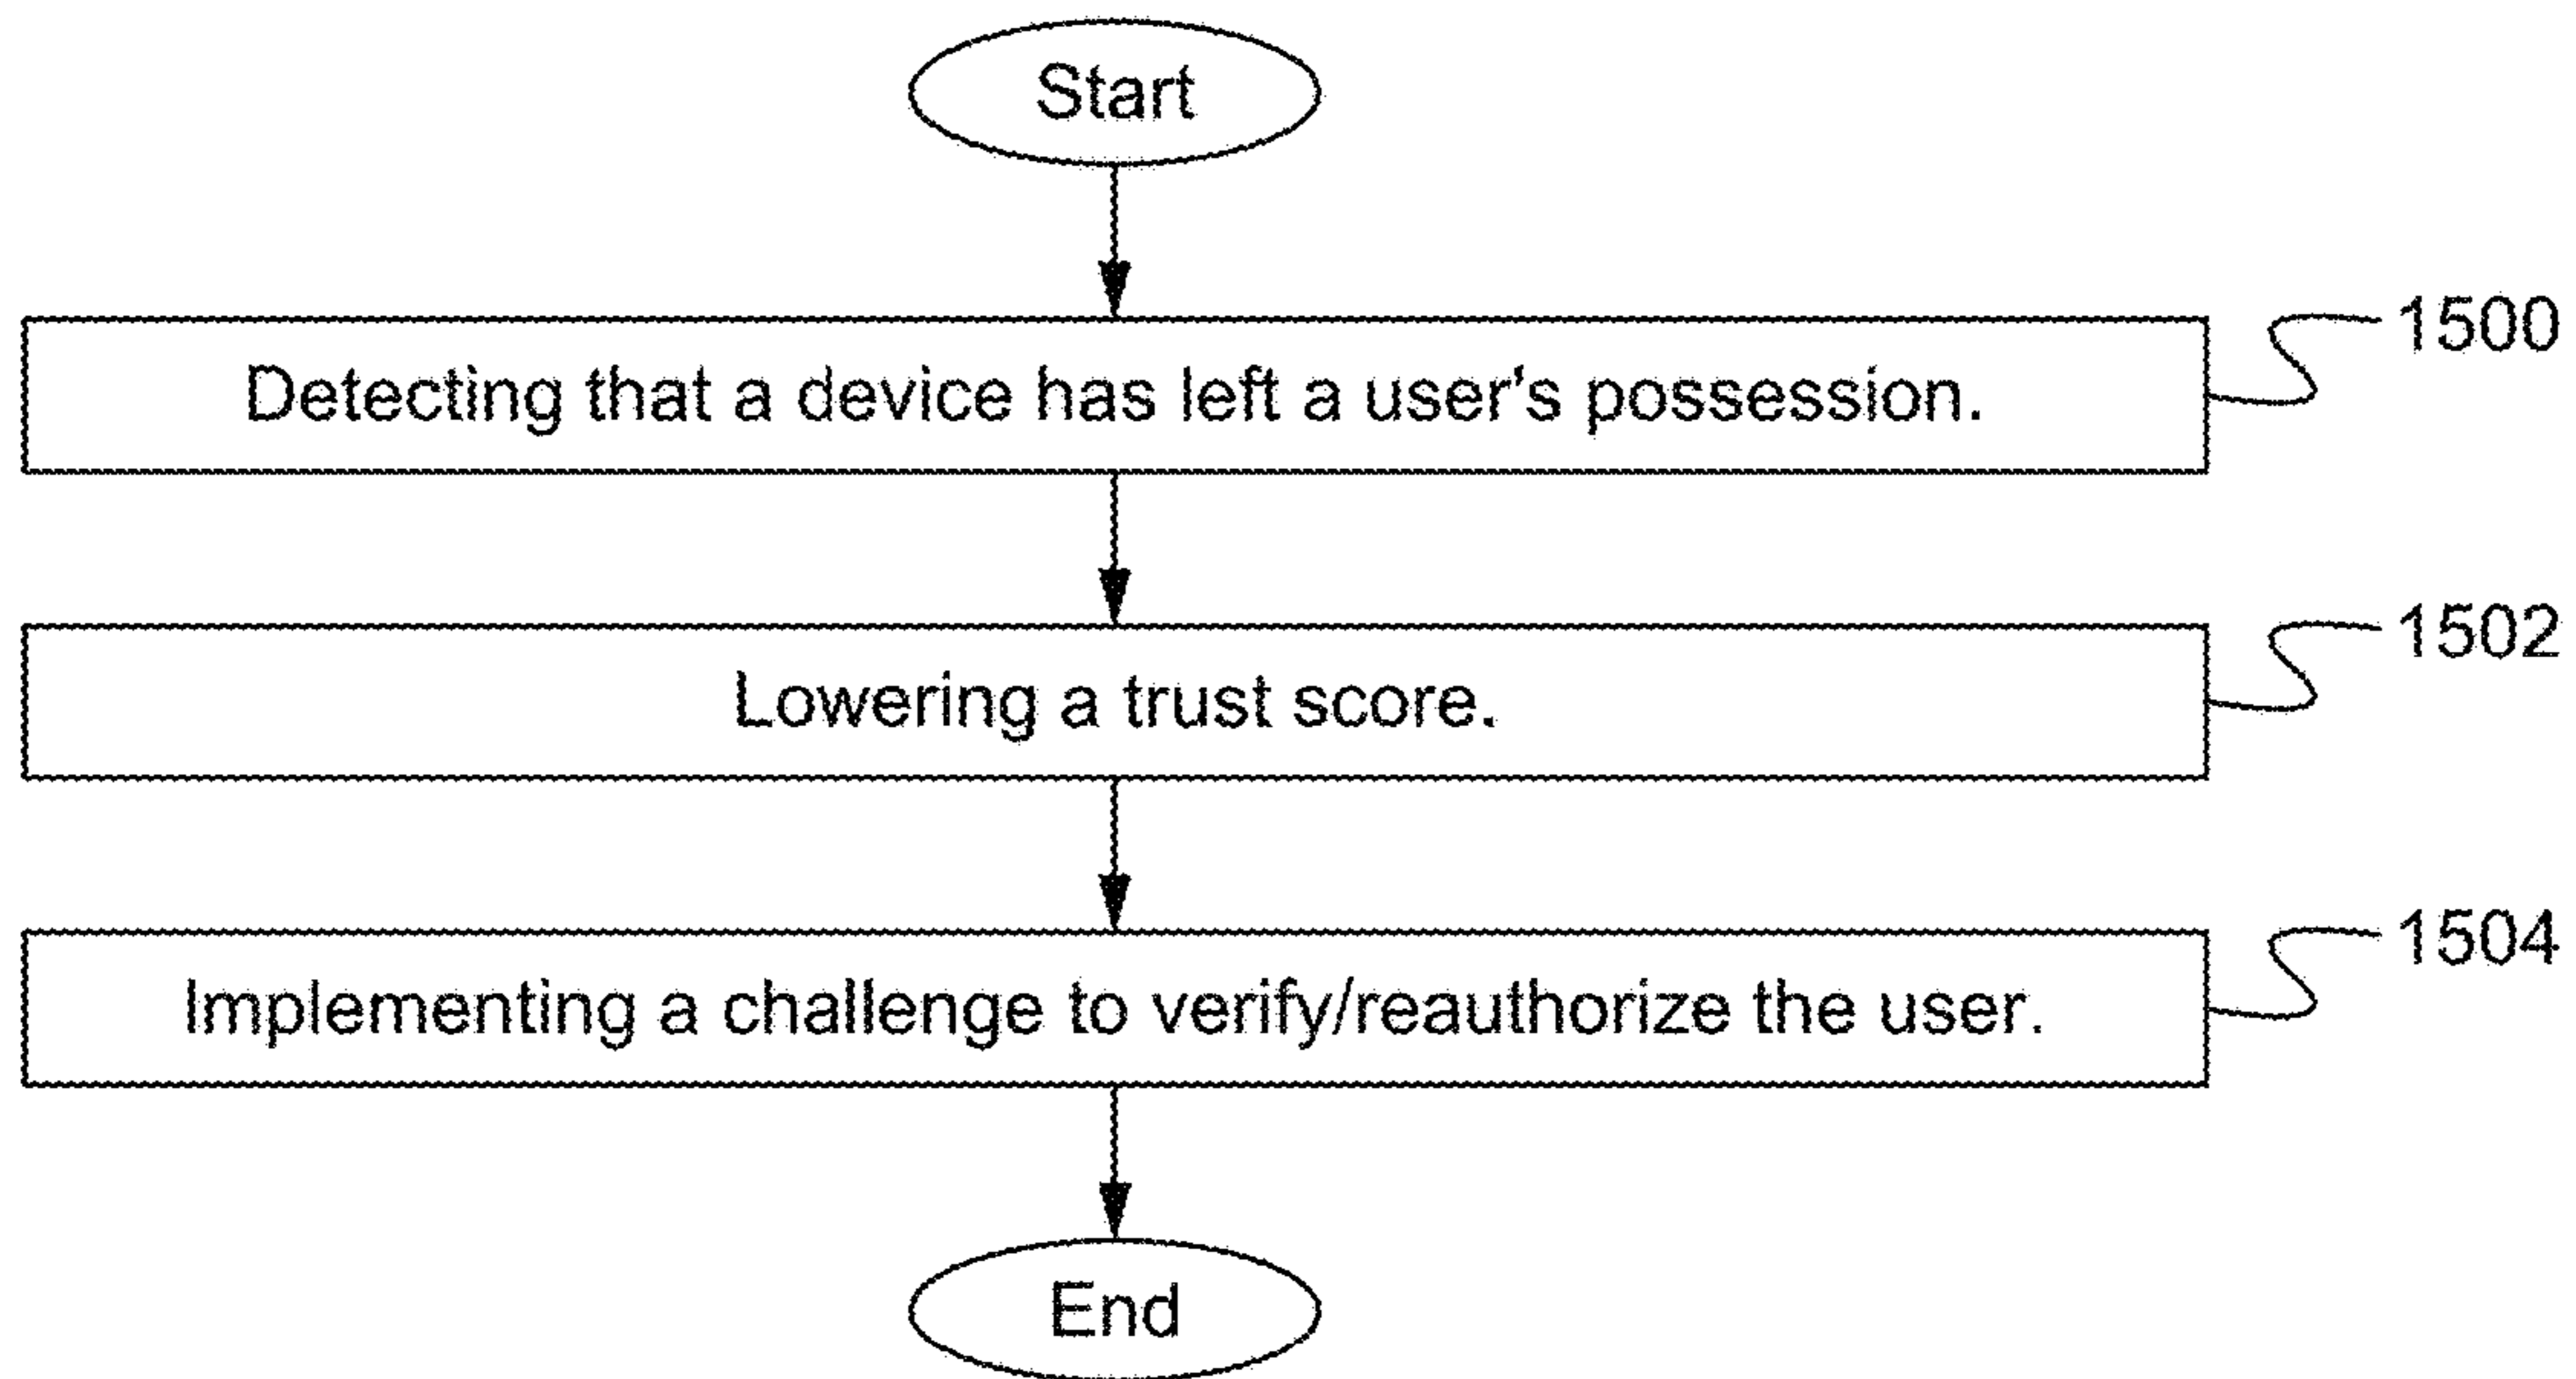 Start
1500
Detecting that a device has left a user's possession.
1502
Lowering a trust score.
1504
Implementing a challenge to verify/reauthorize the user.
End